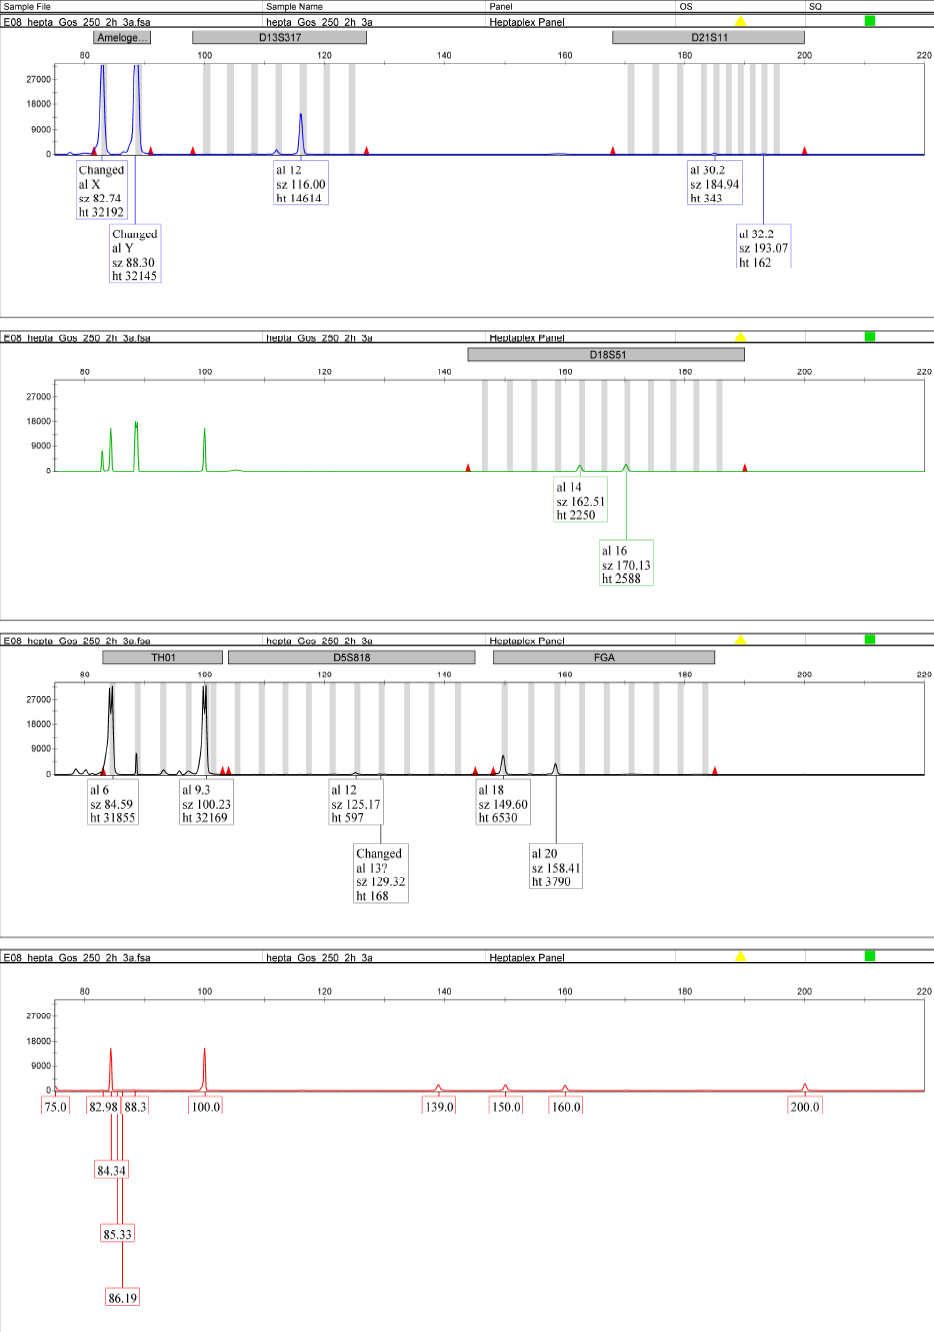 Sample File Sample Name Panel OS SQ
E08_hepta_Gos_250_2h_3a.fsa hepta_Gos_250_2h_3a Heptaplex Panel
Ameloge... D13S317 D21S11
80 100 120 140 160 180 200 220
27000
18000
9000
0
Changed
al X
sz 82.74
ht 32192
al 12
sz 116.00
ht 14614
al 30.2
sz 184.94
ht 343
Changed
al Y
sz 88.30
ht 32145
al 32.2
sz 193.07
ht 162
E08_hepta_Gos_250_2h_3a.fsa hepta_Gos_250_2h_3a Heptaplex Panel
D18S51
80 100 120 140 160 180 200 220
27000
18000
9000
0
al 14
sz 162.51
ht 2250
al 16
sz 170.13
ht 2588
E08_hepta_Gos_250_2h_3a.fsa hepta_Gos_250_2h_3a Heptaplex Panel
TH01 D5S818 FGA
80 100 120 140 160 180 200 220
27000
18000
9000
0
al 6
sz 84.59
ht 31855
al 9.3
sz 100.23
ht 32169
al 12
sz 125.17
ht 597
al 18
sz 149.60
ht 6530
Changed
al 13?
sz 129.32
ht 168
al 20
sz 158.41
ht 3790
E08_hepta_Gos_250_2h_3a.fsa hepta_Gos_250_2h_3a Heptaplex Panel
80 100 120 140 160 180 200 220
27000
18000
9000
0
75.0 82.98 88.3 100.0 139.0 150.0 160.0 200.0
84.34
85.33
86.19